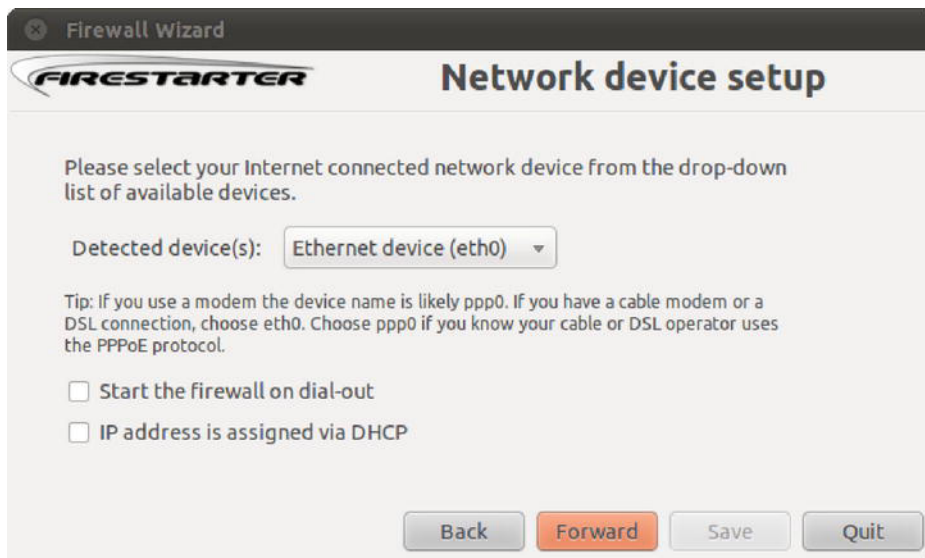 Firewall Wizard
FIRESTARTER
Network device setup
Please select your Internet connected network device from the drop-down
list of available devices.
Detected device(s): Ethernet device (eth0)
Tip: If you use a modem the device name is likely ppp0. If you have a cable modem or a
DSL connection, choose eth0. Choose ppp0 if you know your cable or DSL operator uses
the PPPoE protocol.
Start the firewall on dial-out
IP address is assigned via DHCP
Back Forward Save Quit